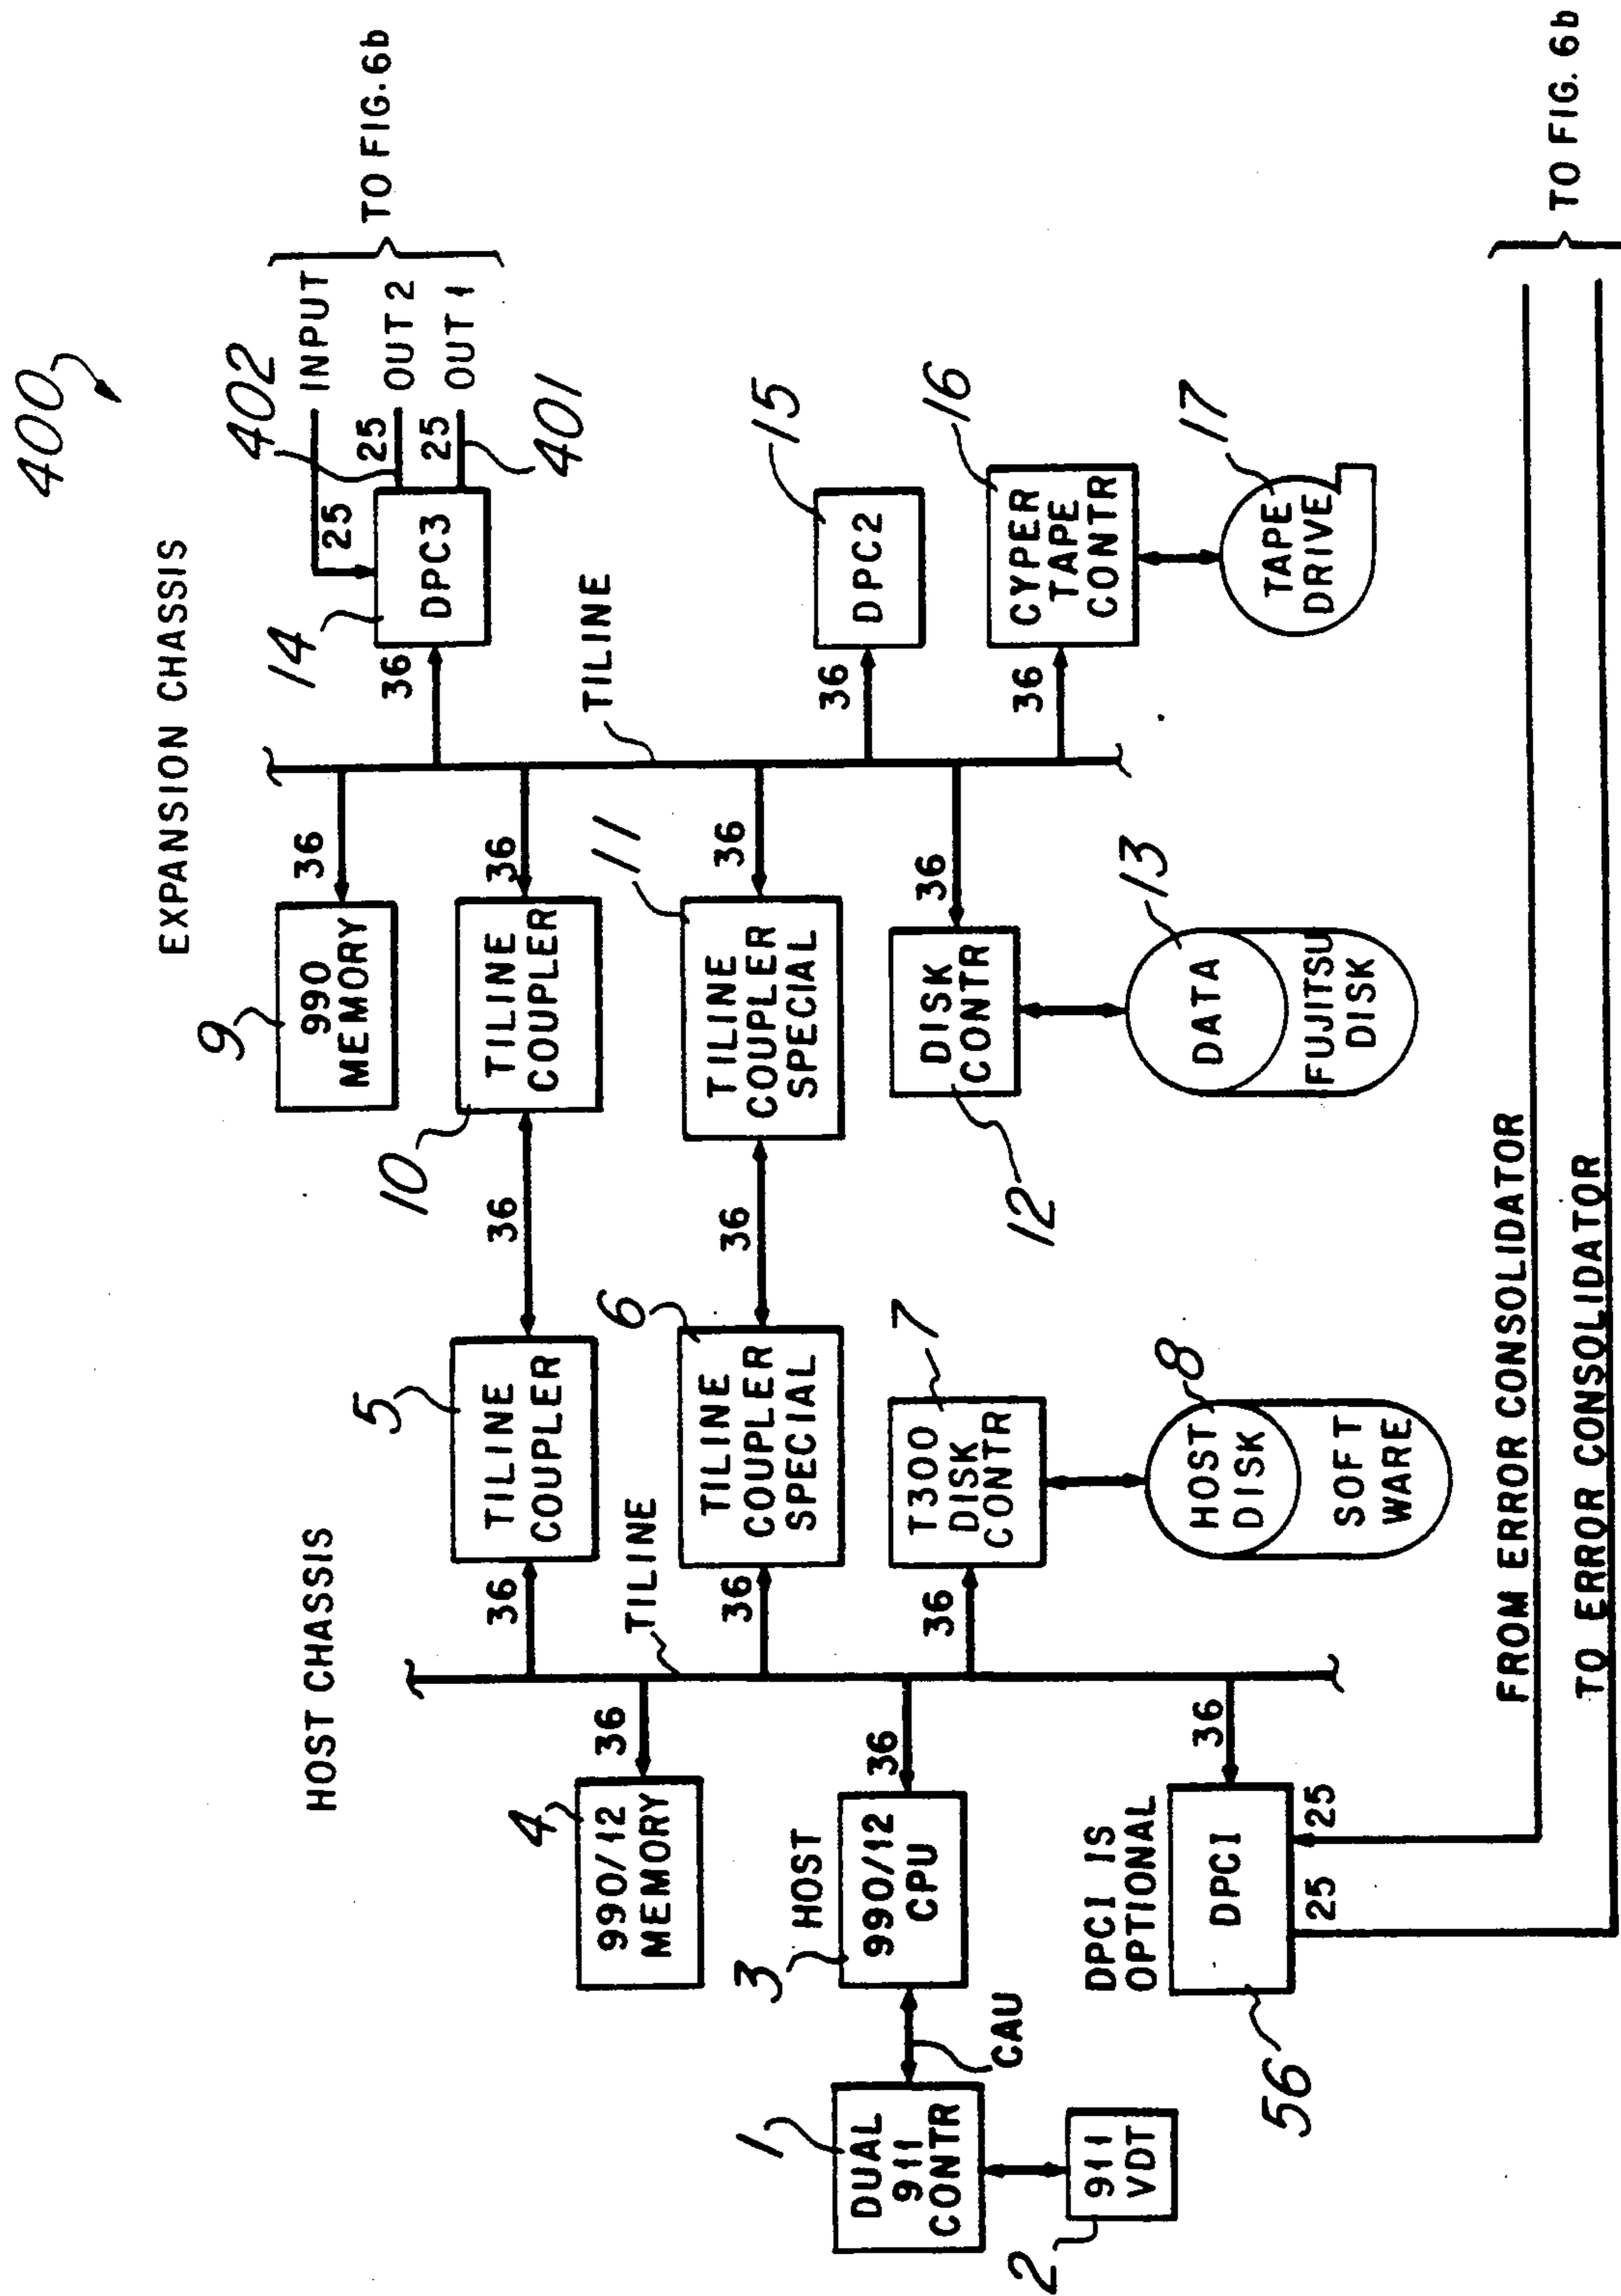 400
HOST CHASSIS
EXPANSION CHASSIS
1
DUAL
911
CONTR
2
911
VDT
CAU
HOST
3
990/12
CPU
36
4
990/12
MEMORY
36
DPCI IS
OPTIONAL
DPCI
56
36
25
25
TILINE
5
TILINE
COUPLER
36
36
6
TILINE
COUPLER
SPECIAL
36
36
7
T300
DISK
CONTR
36
8
HOST
DISK
SOFT
WARE
9
990
MEMORY
36
10
TILINE
COUPLER
36
11
TILINE
COUPLER
SPECIAL
36
12
DISK
CONTR
36
13
DATA
FUJITSU
DISK
TILINE
14
DPC3
36
25
INPUT
402
25
OUT 2
25
OUT 1
401
TO FIG.6b
15
DPC2
36
16
CYPER
TAPE
CONTR
36
17
TAPE
DRIVE
FROM ERROR CONSOLIDATOR
TO ERROR CONSOLIDATOR
TO FIG. 6b